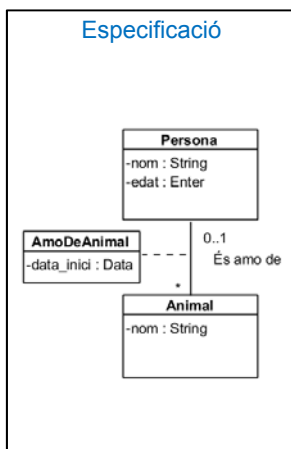 Especificació
Persona
-nom : String
-edat : Enter
AmoDeAnimal
-data_inici : Data
0..1
És amo de
*
Animal
-nom : String